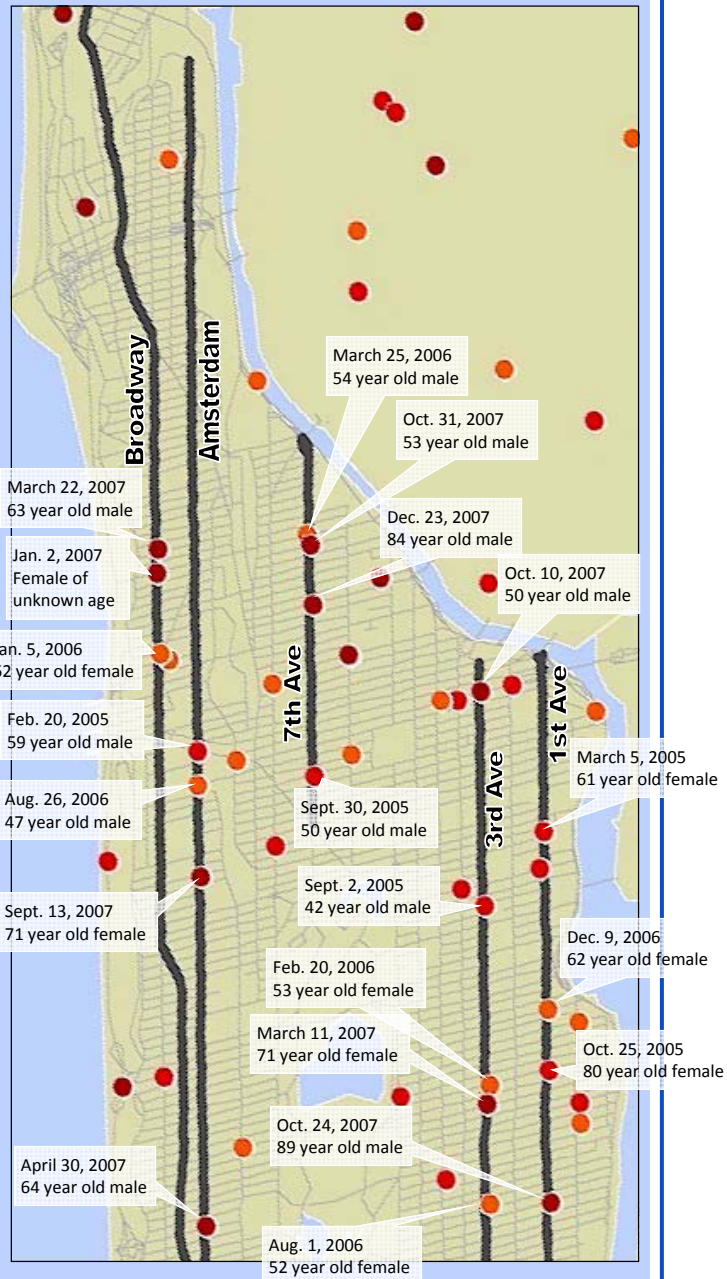 Broadway
Amsterdam
March 25, 2006
54 year old male
Oct. 31, 2007
53 year old male
March 22, 2007
63 year old male
Dec. 23, 2007
84 year old male
Jan. 2, 2007
Female of
unknown age
Oct. 10, 2007
50 year old male
an. 5, 2006
52 year old female
7th Ave
1st Ave
Feb. 20, 2005
59 year old male
3rd Ave
March 5, 2005
61 year old female
Aug. 26, 2006
47 year old male
Sept. 30, 2005
50 year old male
Sept. 2, 2005
42 year old male
Sept. 13, 2007
71 year old female
Dec. 9, 2006
62 year old female
Feb. 20, 2006
53 year old female
March 11, 2007
71 year old female
Oct. 25, 2005
80 year old female
Oct. 24, 2007
89 year old male
April 30, 2007
64 year old male
Aug. 1, 2006
52 year old female